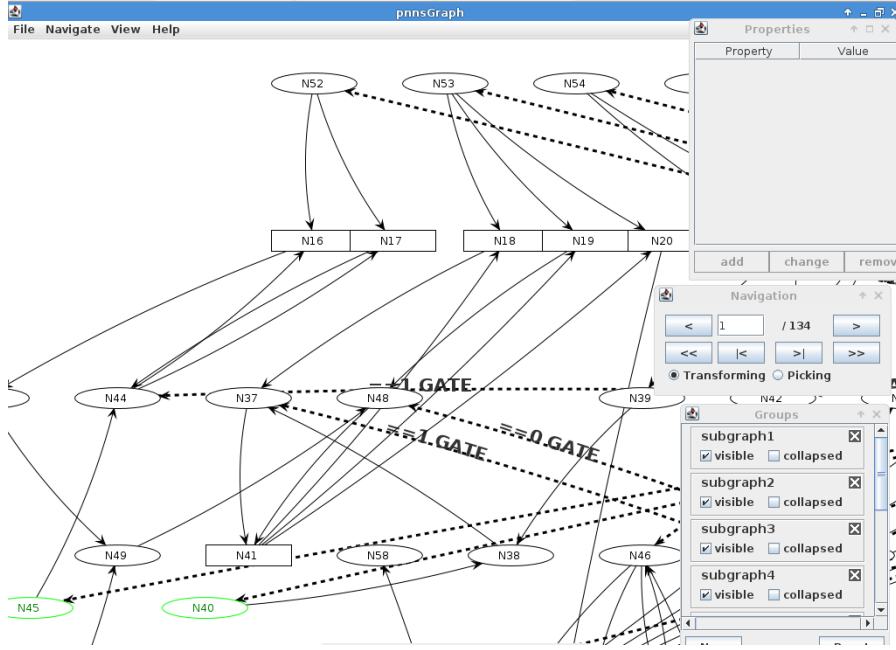 pnnsGraph
File Navigate View Help
Properties
Property Value
add change remov
N52 N53 N54
N16 N17 N18 N19 N20
Navigation
< 1 / 134 >
<< |< >| >>
Transforming Picking
==1 GATE
N44 N37 N48 N39 N42
==1 GATE ==0 GATE
Groups
subgraph1
visible collapsed
subgraph2
visible collapsed
subgraph3
visible collapsed
subgraph4
visible collapsed
N49 N41 N58 N38 N46
N45 N40